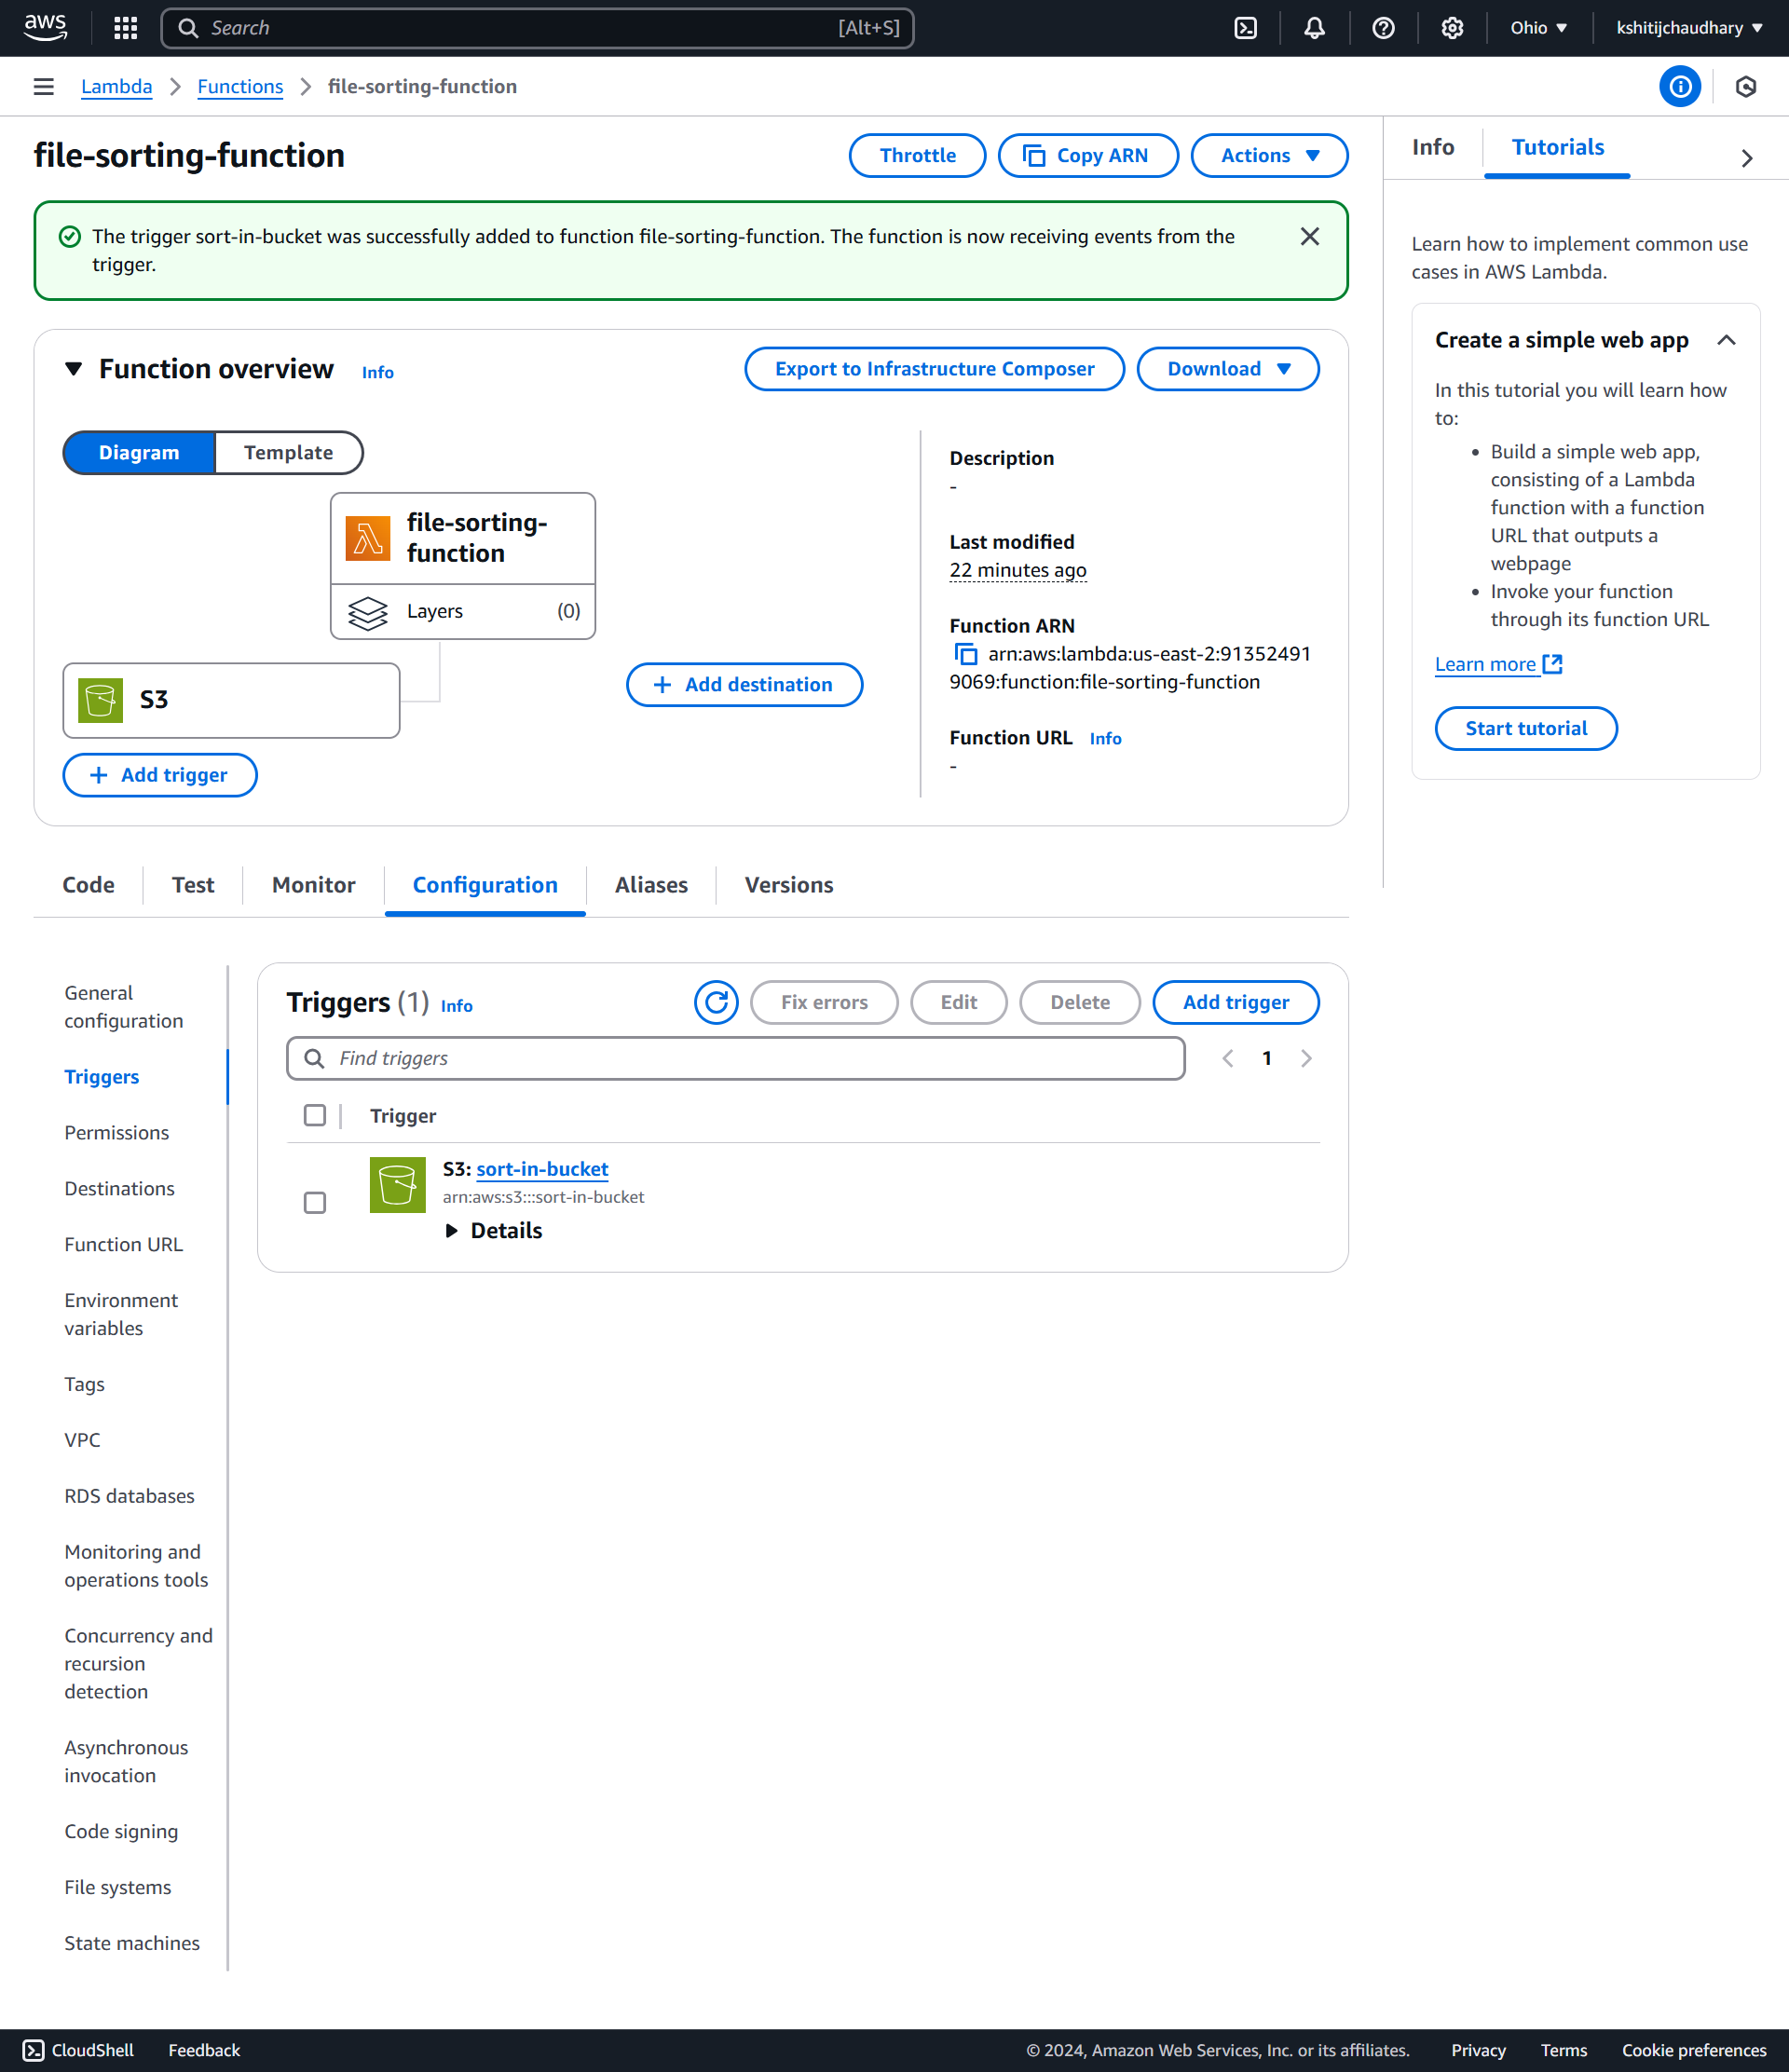 aws
Search
[Alt+S]
Ohio
kshitijchaudhary
Lambda
Functions
file-sorting-function
file-sorting-function
Throttle
Copy ARN
Actions
Info
Tutorials
The trigger sort-in-bucket was successfully added to function file-sorting-function. The function is now receiving events from the
trigger.
Learn how to implement common use
cases in AWS Lambda.
Function overview
Info
Export to Infrastructure Composer
Download
Create a simple web app
In this tutorial you will learn how
to:
• Build a simple web app,
consisting of a Lambda
function with a function
URL that outputs a
webpage
• Invoke your function
through its function URL
Learn more
Start tutorial
Diagram
Template
file-sorting-
function
Layers
(0)
S3
Add trigger
Add destination
Description
-
Last modified
22 minutes ago
Function ARN
arn:aws:lambda:us-east-2:91352491
9069:function:file-sorting-function
Function URL
Info
-
Code
Test
Monitor
Configuration
Aliases
Versions
General
configuration
Triggers
Permissions
Destinations
Function URL
Environment
variables
Tags
VPC
RDS databases
Monitoring and
operations tools
Concurrency and
recursion
detection
Asynchronous
invocation
Code signing
File systems
State machines
Triggers (1)
Info
Fix errors
Edit
Delete
Add trigger
Find triggers
1
Trigger
S3: sort-in-bucket
arn:aws:s3:::sort-in-bucket
Details
CloudShell
Feedback
© 2024, Amazon Web Services, Inc. or its affiliates.
Privacy
Terms
Cookie preferences